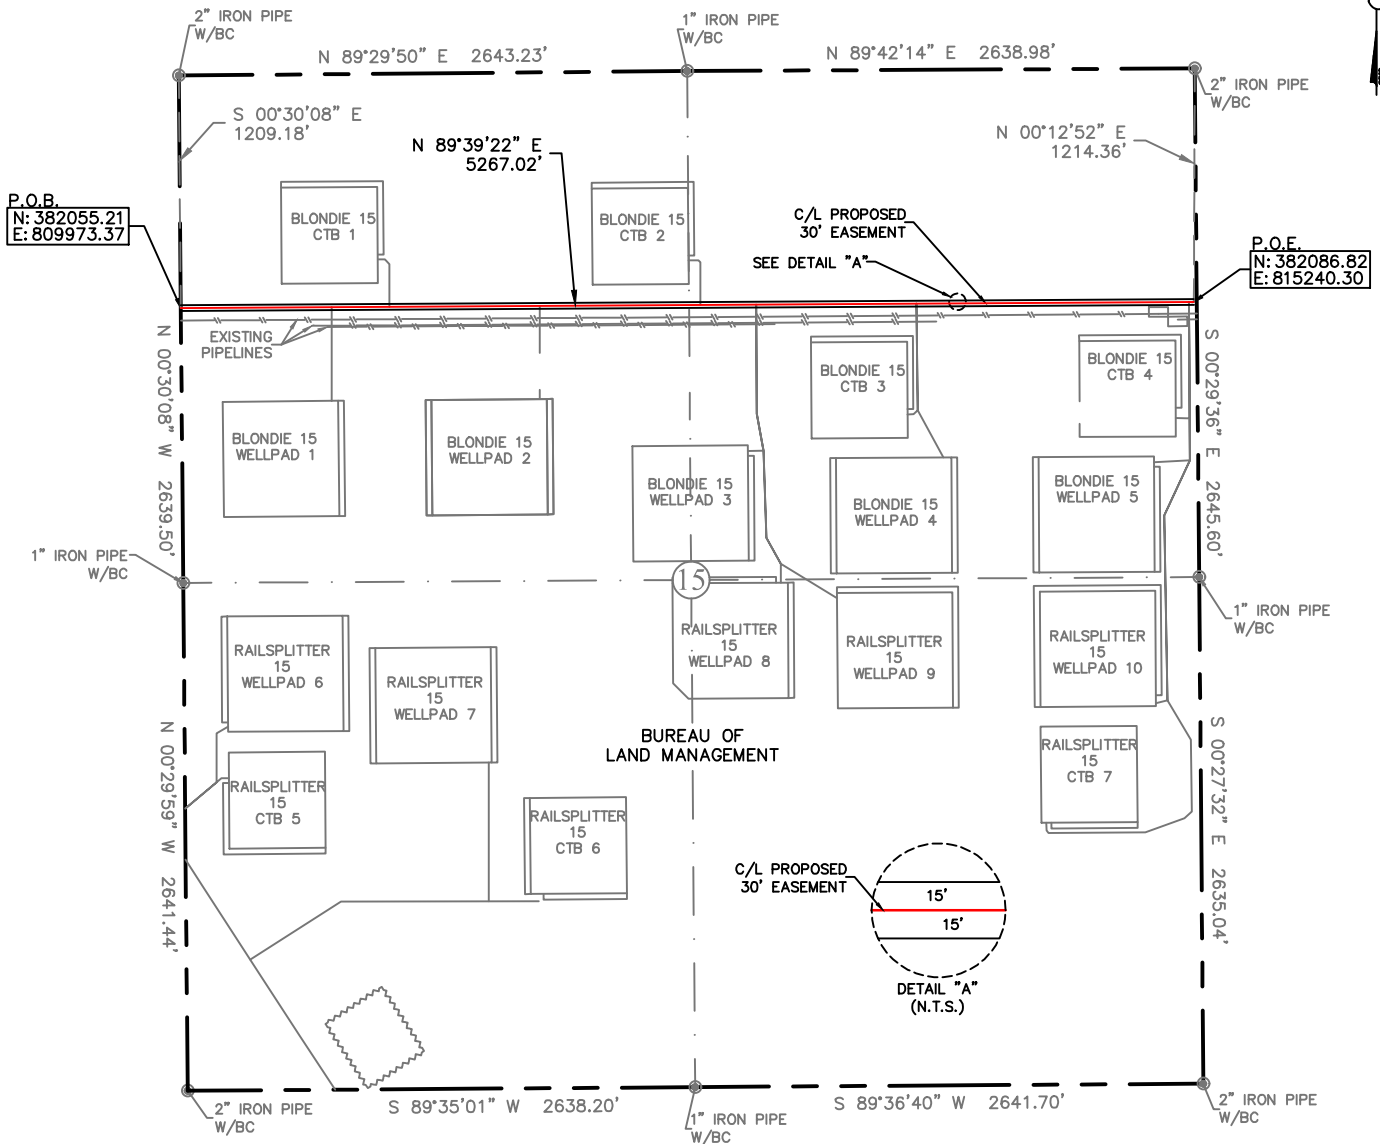 2" IRON PIPE
W/BC
N 89°29'50" E 2643.23'
1" IRON PIPE
W/BC
N 89°42'14" E 2638.98'
2" IRON PIPE
W/BC
S 00°30'08" E
1209.18'
N 89°39'22" E
5267.02'
N 00°12'52" E
1214.36'
P.O.B.
N: 382055.21
E: 809973.37
BLONDIE 15
CTB 1
BLONDIE 15
CTB 2
C/L PROPOSED
30' EASEMENT
SEE DETAIL "A"
P.O.E.
N: 382086.82
E: 815240.30
EXISTING
PIPELINES
N 00°30'08" W 2639.50'
BLONDIE 15
CTB 3
BLONDIE 15
CTB 4
S 00°29'36" E 2645.60'
BLONDIE 15
WELLPAD 1
BLONDIE 15
WELLPAD 2
BLONDIE 15
WELLPAD 3
BLONDIE 15
WELLPAD 4
BLONDIE 15
WELLPAD 5
1" IRON PIPE
W/BC
15
1" IRON PIPE
W/BC
RAILSPLITTER
15
WELLPAD 6
RAILSPLITTER
15
WELLPAD 7
RAILSPLITTER
15
WELLPAD 8
RAILSPLITTER
15
WELLPAD 9
RAILSPLITTER
15
WELLPAD 10
BUREAU OF
LAND MANAGEMENT
N 00°29'59" W 2641.44'
RAILSPLITTER
15
CTB 5
RAILSPLITTER
15
CTB 6
RAILSPLITTER
15
CTB 7
S 00°27'32" E 2635.04'
C/L PROPOSED
30' EASEMENT
15'
15'
DETAIL "A"
(N.T.S.)
2" IRON PIPE
W/BC
S 89°35'01" W 2638.20'
1" IRON PIPE
W/BC
S 89°36'40" W 2641.70'
2" IRON PIPE
W/BC